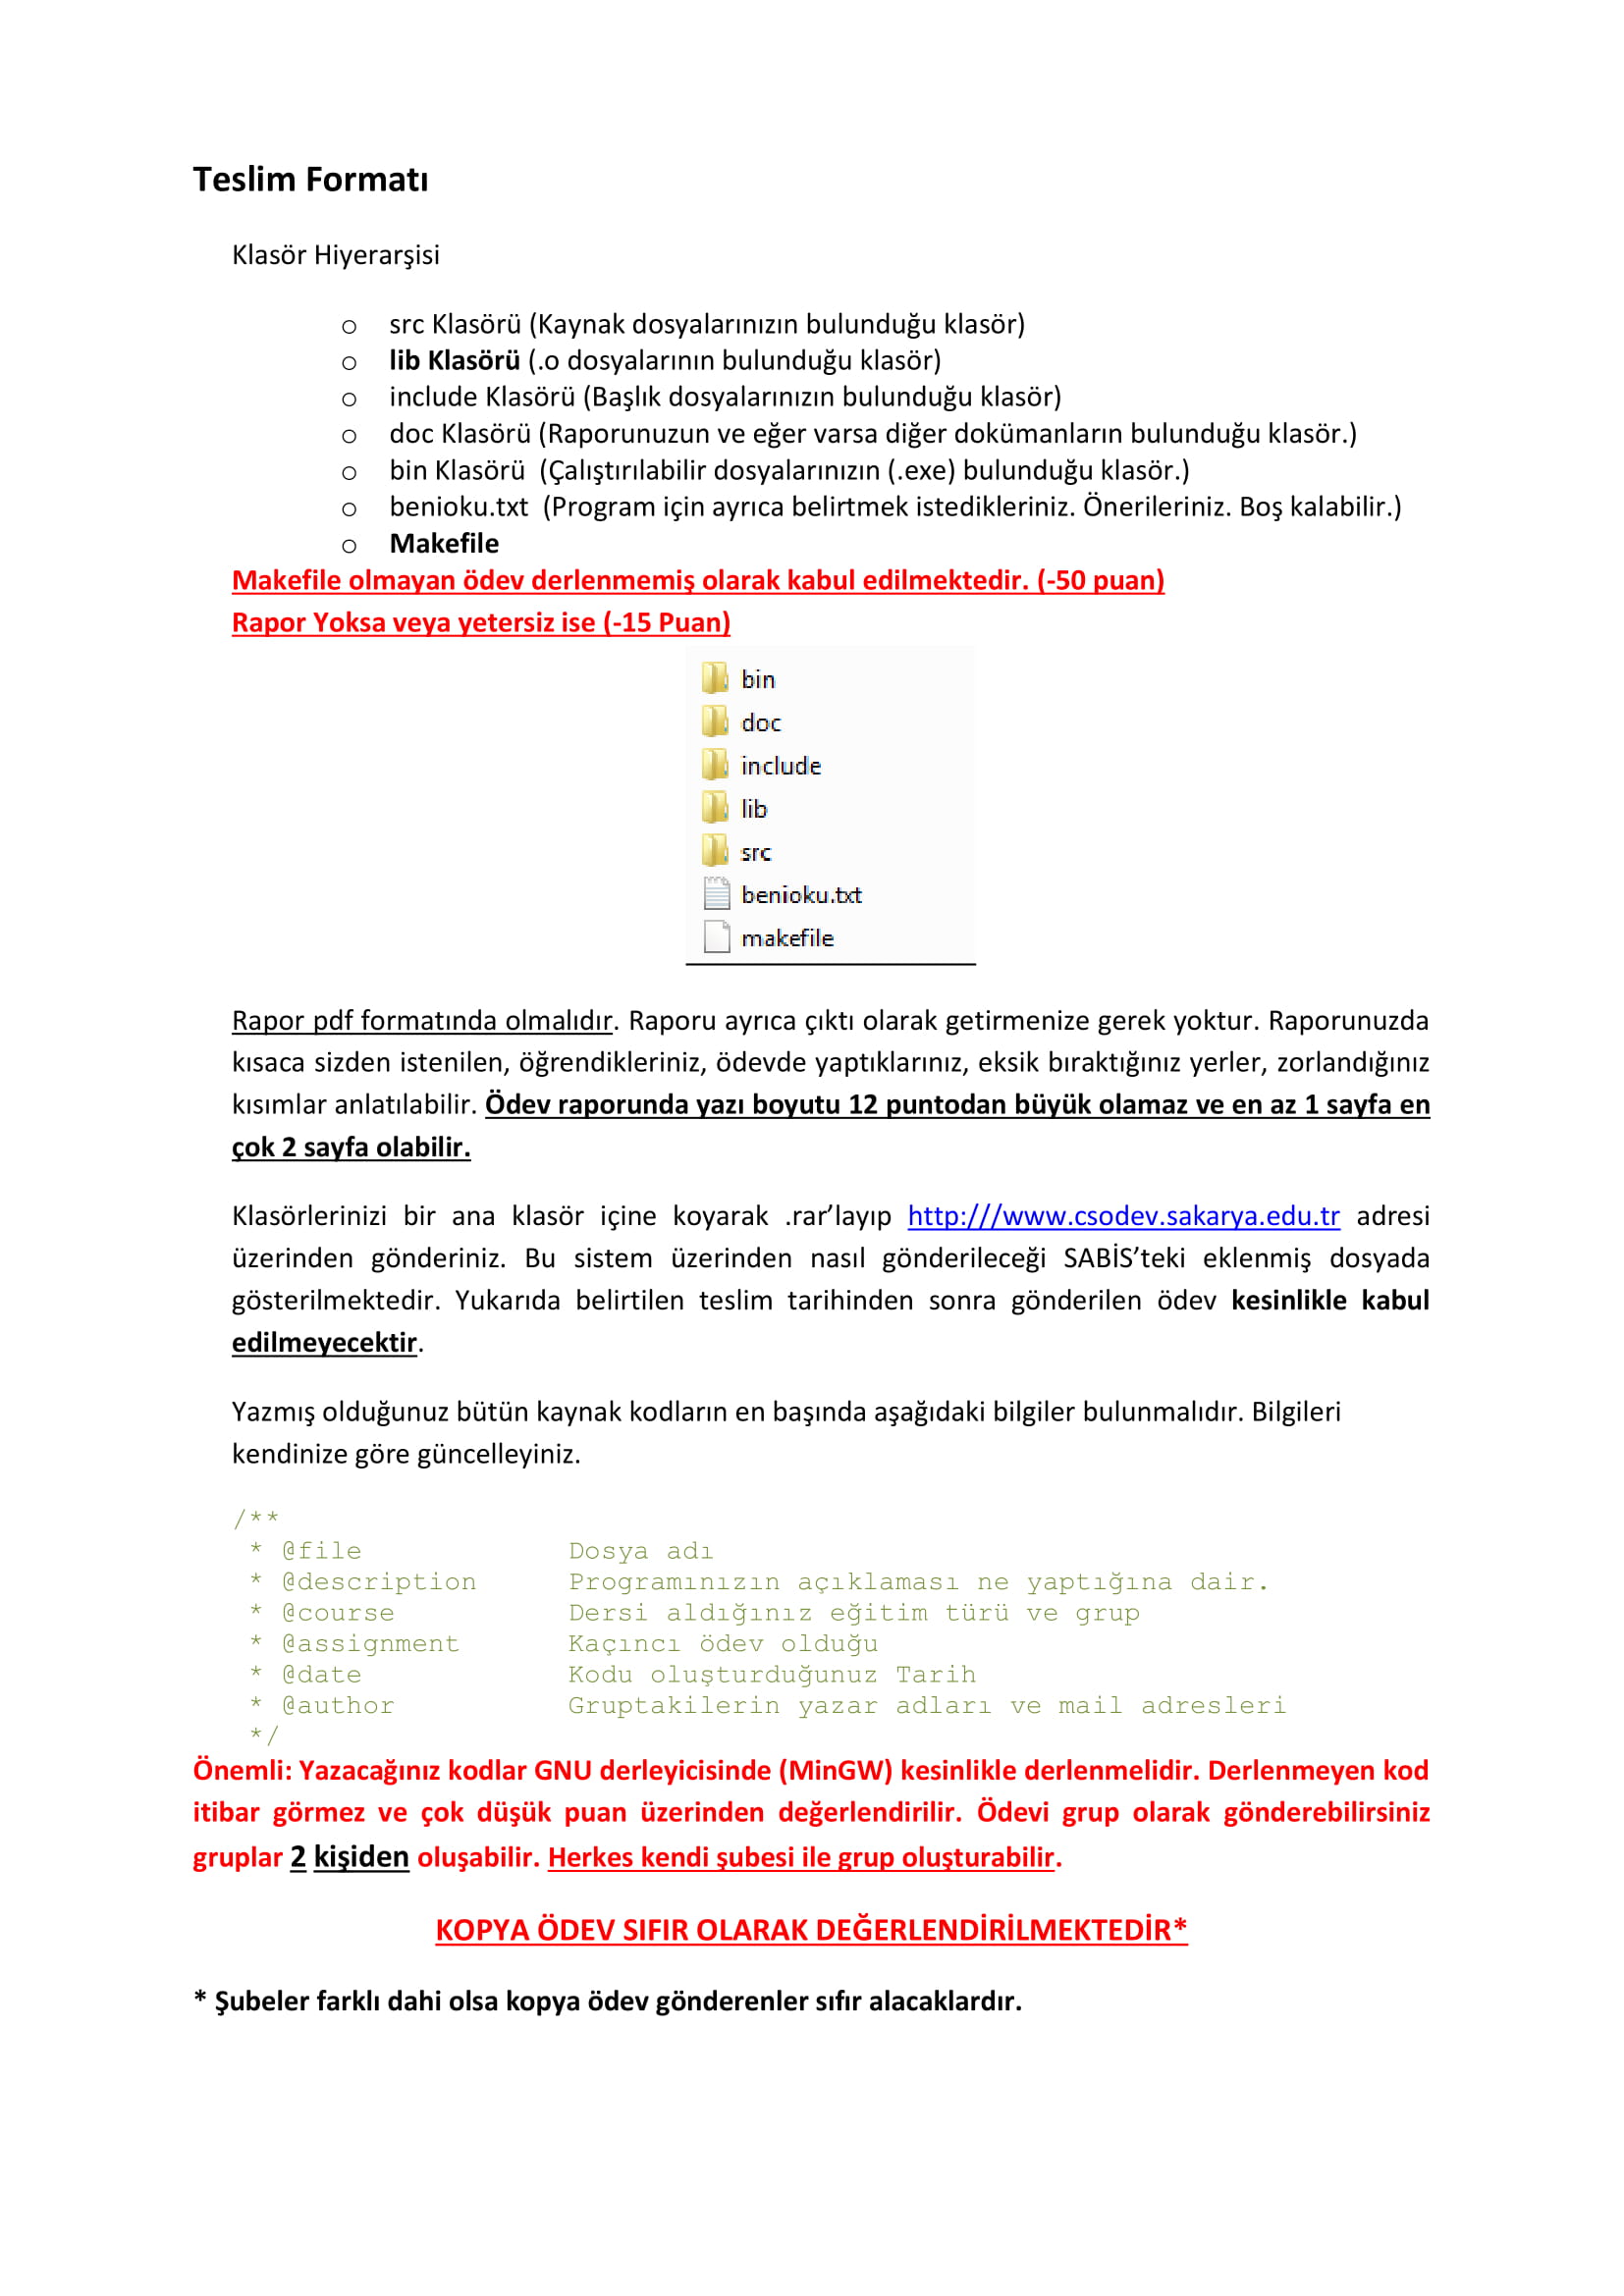 Teslim Formatı
Klasör Hiyerarşisi
o src Klasörü (Kaynak dosyalarınızın bulunduğu klasör)
o lib Klasörü (.o dosyalarının bulunduğu klasör)
o include Klasörü (Başlık dosyalarınızın bulunduğu klasör)
o doc Klasörü (Raporunuzun ve eğer varsa diğer dokümanların bulunduğu klasör.)
o bin Klasörü (Çalıştırılabilir dosyalarınızın (.exe) bulunduğu klasör.)
o benioku.txt (Program için ayrıca belirtmek istedikleriniz. Önerileriniz. Boş kalabilir.)
o Makefile
Makefile olmayan ödev derlenmemiş olarak kabul edilmektedir. (-50 puan)
Rapor Yoksa veya yetersiz ise (-15 Puan)
bin
doc
include
lib
src
benioku.txt
makefile
Rapor pdf formatında olmalıdır. Raporu ayrıca çıktı olarak getirmenize gerek yoktur. Raporunuzda
kısaca sizden istenilen, öğrendikleriniz, ödevde yaptıklarınız, eksik bıraktığınız yerler, zorlandığınız
kısımlar anlatılabilir. Ödev raporunda yazı boyutu 12 puntodan büyük olamaz ve en az 1 sayfa en
çok 2 sayfa olabilir.
Klasörlerinizi bir ana klasör içine koyarak .rar’layıp http:///www.csodev.sakarya.edu.tr adresi
üzerinden gönderiniz. Bu sistem üzerinden nasıl gönderileceği SABİS’teki eklenmiş dosyada
gösterilmektedir. Yukarıda belirtilen teslim tarihinden sonra gönderilen ödev kesinlikle kabul
edilmeyecektir.
Yazmış olduğunuz bütün kaynak kodların en başında aşağıdaki bilgiler bulunmalıdır. Bilgileri
kendinize göre güncelleyiniz.
/**
* @file Dosya adı
* @description Programınızın açıklaması ne yaptığına dair.
* @course Dersi aldığınız eğitim türü ve grup
* @assignment Kaçıncı ödev olduğu
* @date Kodu oluşturduğunuz Tarih
* @author Gruptakilerin yazar adları ve mail adresleri
*/
Önemli: Yazacağınız kodlar GNU derleyicisinde (MinGW) kesinlikle derlenmelidir. Derlenmeyen kod
itibar görmez ve çok düşük puan üzerinden değerlendirilir. Ödevi grup olarak gönderebilirsiniz
gruplar 2 kişiden oluşabilir. Herkes kendi şubesi ile grup oluşturabilir.
KOPYA ÖDEV SIFIR OLARAK DEĞERLENDİRİLMEKTEDİR*
* Şubeler farklı dahi olsa kopya ödev gönderenler sıfır alacaklardır.